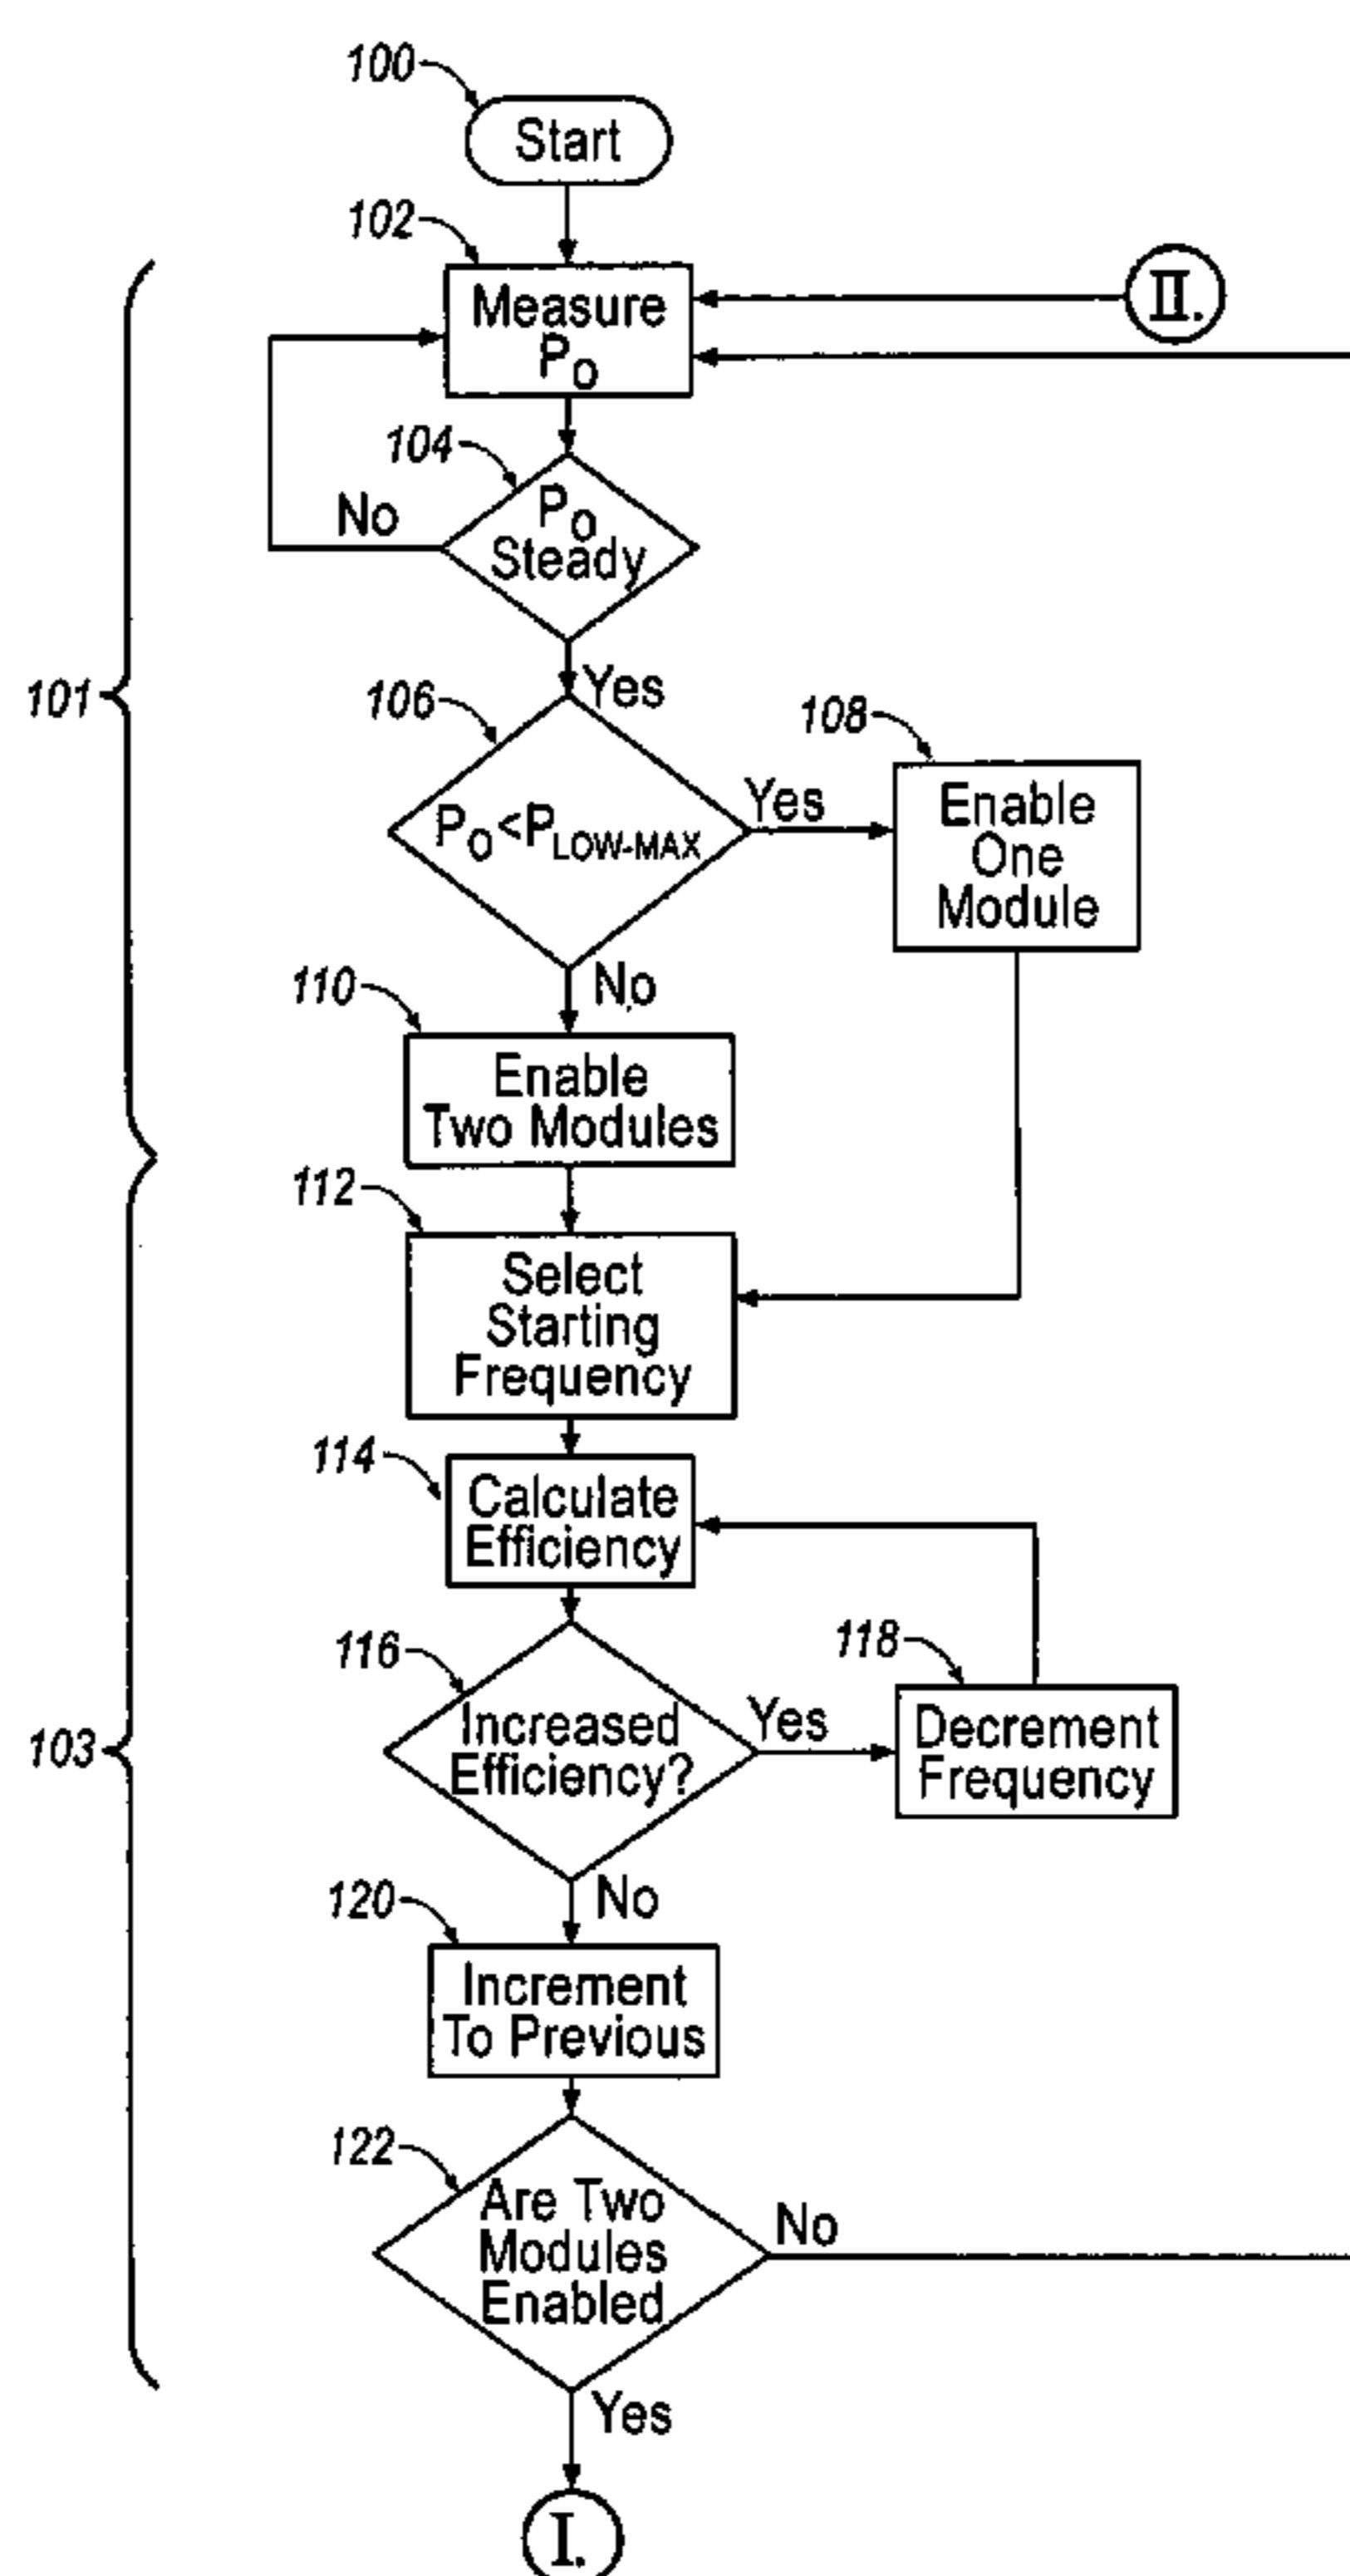 100
Start
102
Measure
PO
II.
104
No
PO
Steady
Yes
101
106
108
PO<PLOW-MAX
Yes
Enable
One
Module
No
110
Enable
Two Modules
112
Select
Starting
Frequency
114
Calculate
Efficiency
116
118
Increased
Efficiency?
Yes
Decrement
Frequency
103
No
120
Increment
To Previous
122
Are Two
Modules
Enabled
No
Yes
I.